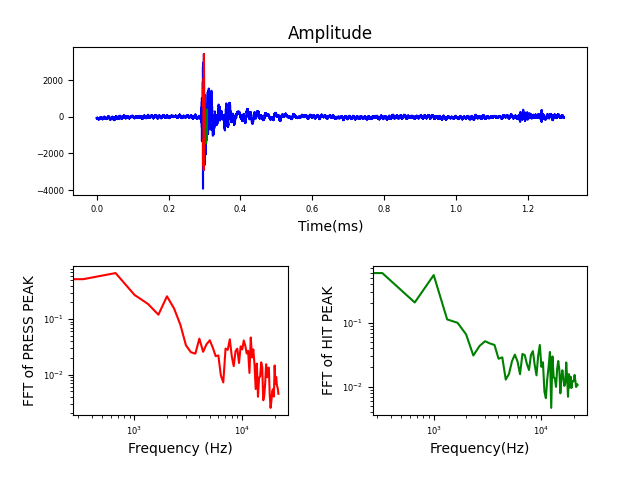 Amplitude
2000
0
−2000
−4000
0.0 0.2 0.4 0.6 0.8 1.0 1.2
Time(ms)
FFT of PRESS PEAK
10⁻¹
10⁻²
10³ 10⁴
Frequency (Hz)
FFT of HIT PEAK
10⁻¹
10⁻²
10³ 10⁴
Frequency(Hz)